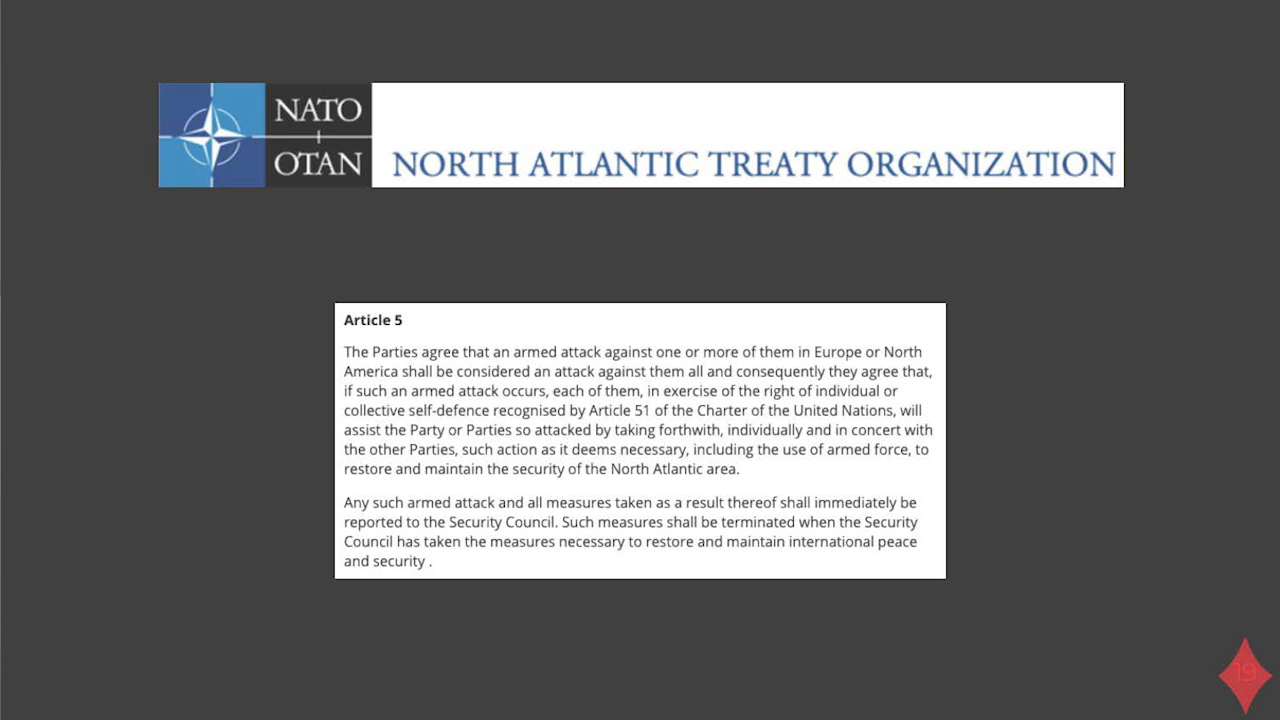 NATO
OTAN
NORTH ATLANTIC TREATY ORGANIZATION
Article 5
The Parties agree that an armed attack against one or more of them in Europe or North
America shall be considered an attack against them all and consequently they agree that,
if such an armed attack occurs, each of them, in exercise of the right of individual or
collective self-defence recognised by Article 51 of the Charter of the United Nations, will
assist the Party or Parties so attacked by taking forthwith, individually and in concert with
the other Parties, such action as it deems necessary, including the use of armed force, to
restore and maintain the security of the North Atlantic area.
Any such armed attack and all measures taken as a result thereof shall immediately be
reported to the Security Council. Such measures shall be terminated when the Security
Council has taken the measures necessary to restore and maintain international peace
and security .
19